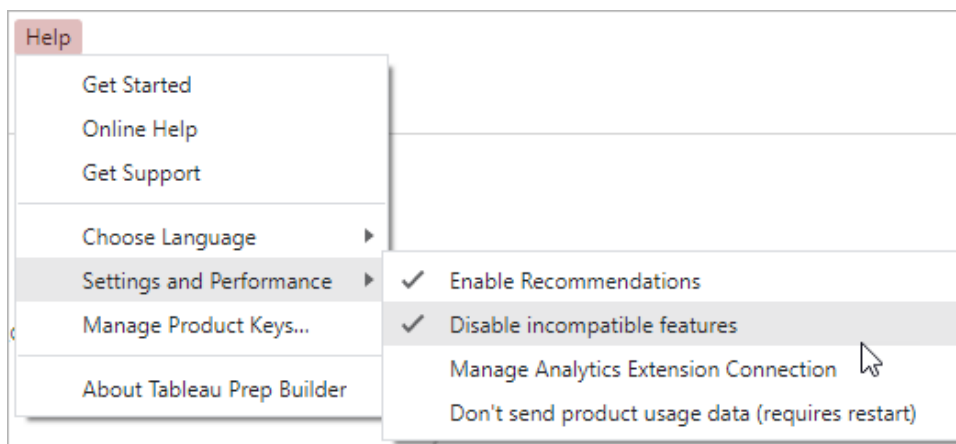 Help
Get Started
Online Help
Get Support
Choose Language
Settings and Performance
Manage Product Keys...
About Tableau Prep Builder
Enable Recommendations
Disable incompatible features
Manage Analytics Extension Connection
Don't send product usage data (requires restart)